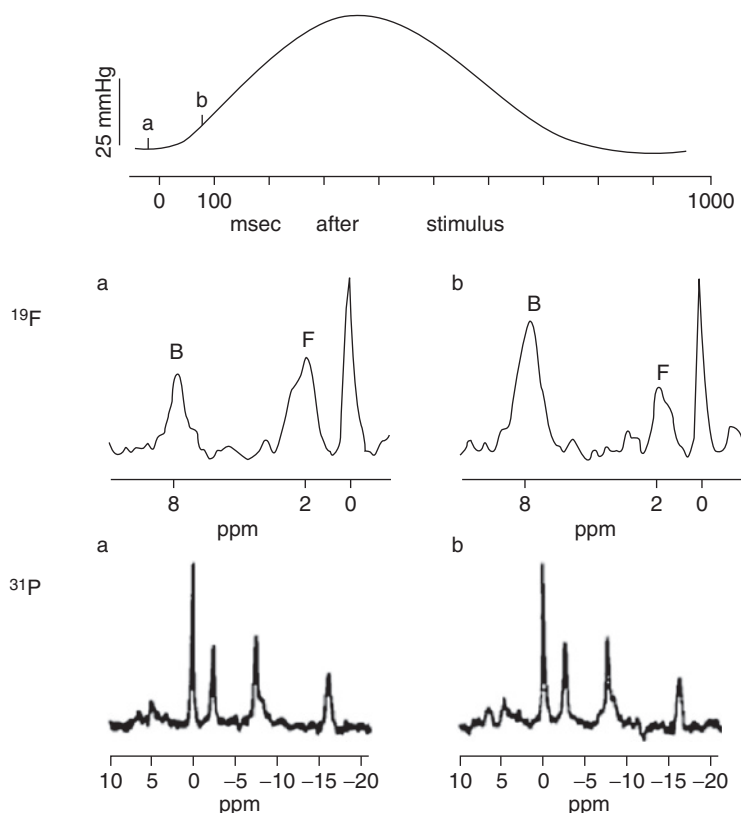 25 mmHg
a
b
0 100 1000
msec after stimulus
a b
¹⁹F
B F B F
8 2 0 8 2 0
ppm ppm
a b
³¹P
10 5 0 –5 –10 –15 –20 10 5 0 –5 –10 –15 –20
ppm ppm